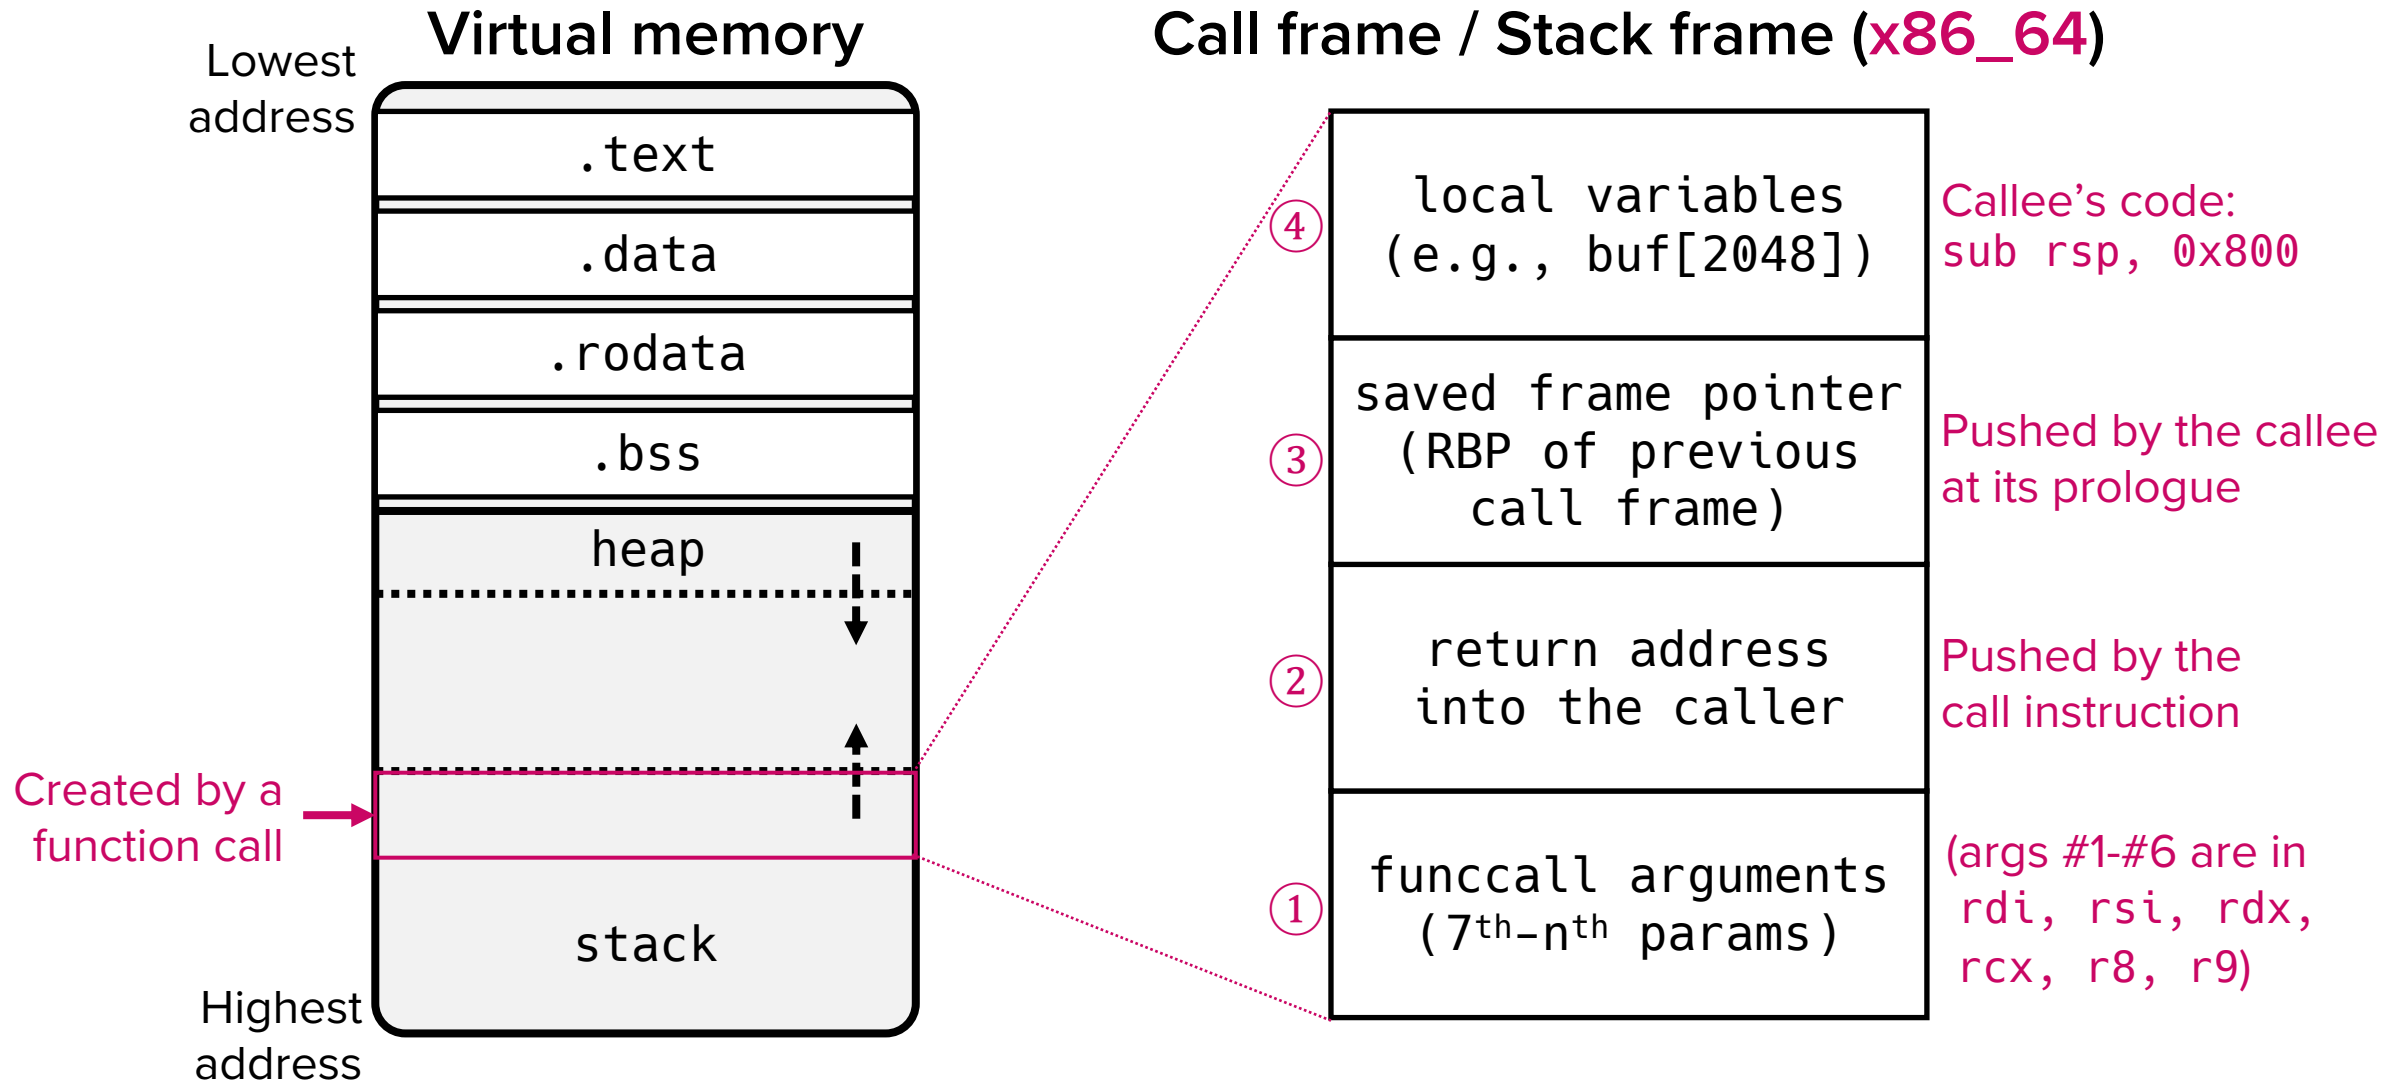 Virtual memory
Lowest
address
.text
.data
.rodata
.bss
heap
Created by a
function call
stack
Highest
address
Call frame / Stack frame (x86_64)
④
local variables
(e.g., buf[2048])
Callee’s code:
sub rsp, 0x800
③
saved frame pointer
(RBP of previous
call frame)
Pushed by the callee
at its prologue
②
return address
into the caller
Pushed by the
call instruction
①
funccall arguments
(7th–nth params)
(args #1-#6 are in
rdi, rsi, rdx,
rcx, r8, r9)